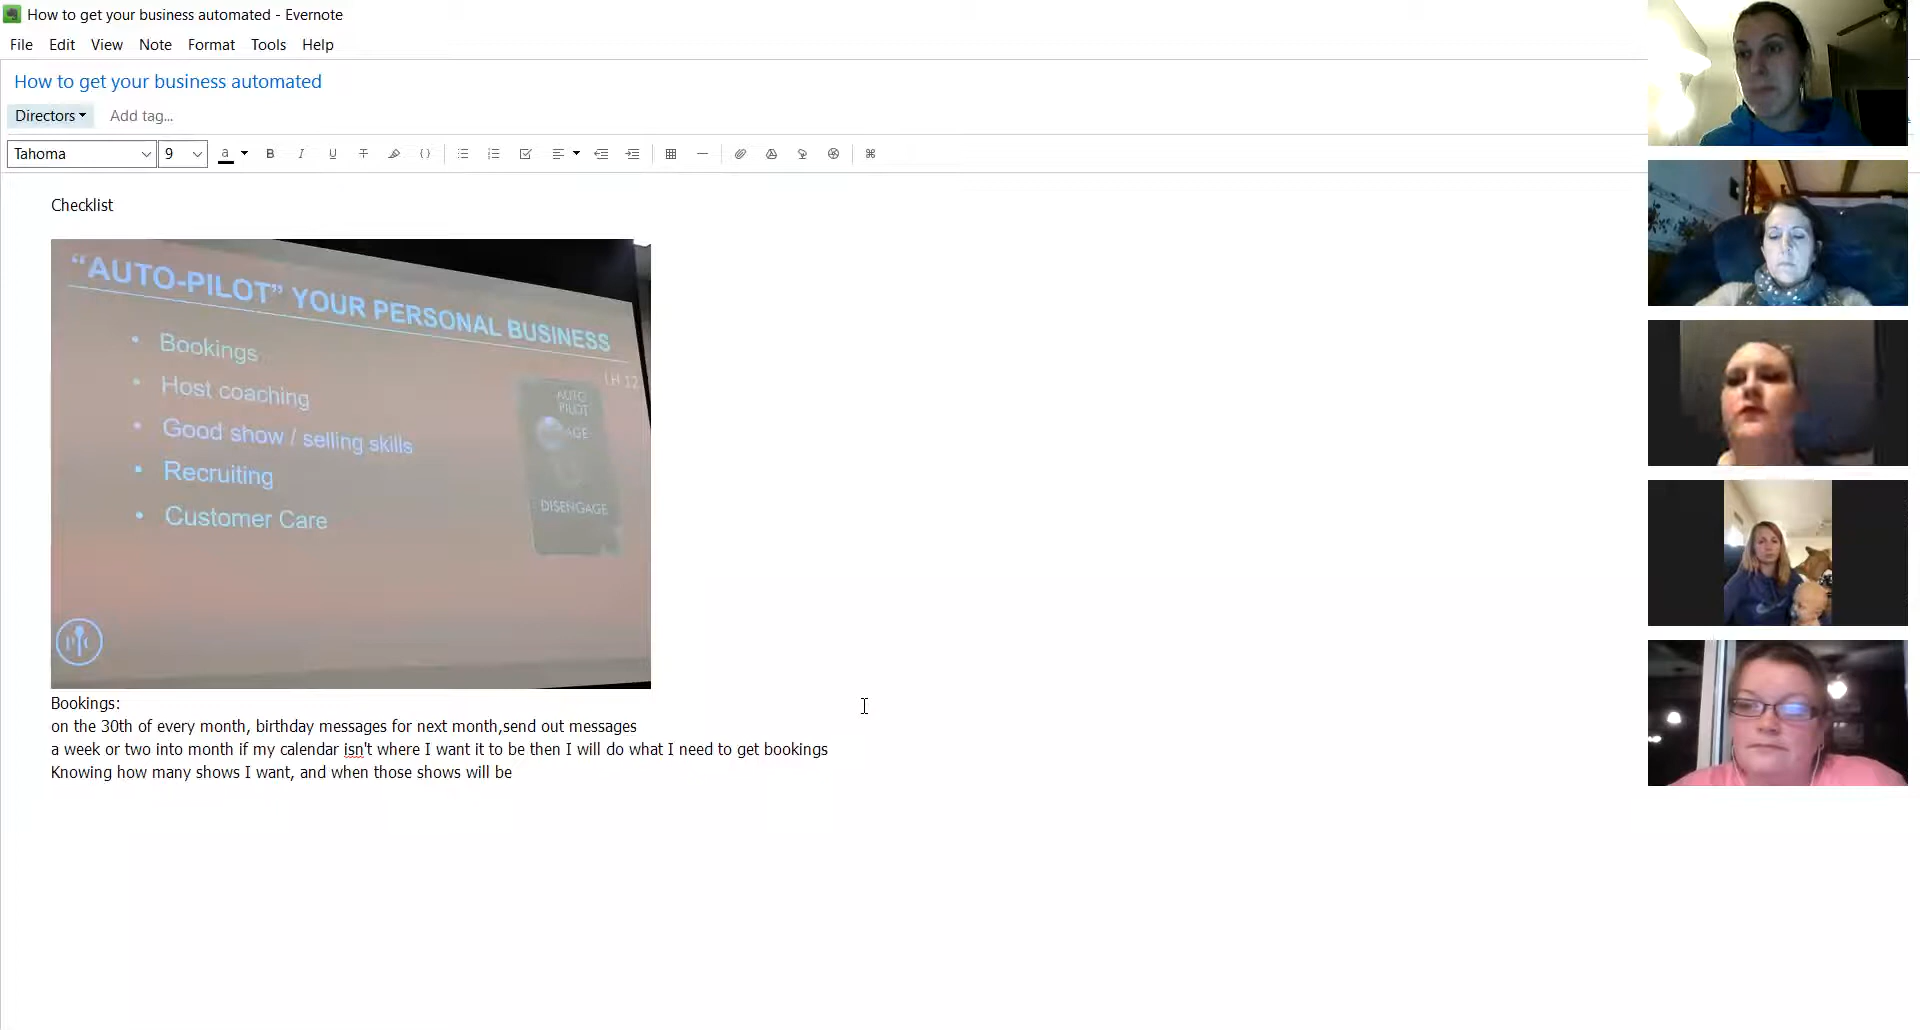 How to get your business automated - Evernote
File Edit View Note Format Tools Help
How to get your business automated
Directors
Add tag...
Tahoma 9 a B I U T
Checklist
“AUTO-PILOT” YOUR PERSONAL BUSINESS
LH 12
• Bookings
• Host coaching
• Good show / selling skills
• Recruiting
• Customer Care
AUTO
PILOT
DISENGAGE
Bookings:
on the 30th of every month, birthday messages for next month,send out messages
a week or two into month if my calendar isn't where I want it to be then I will do what I need to get bookings
Knowing how many shows I want, and when those shows will be